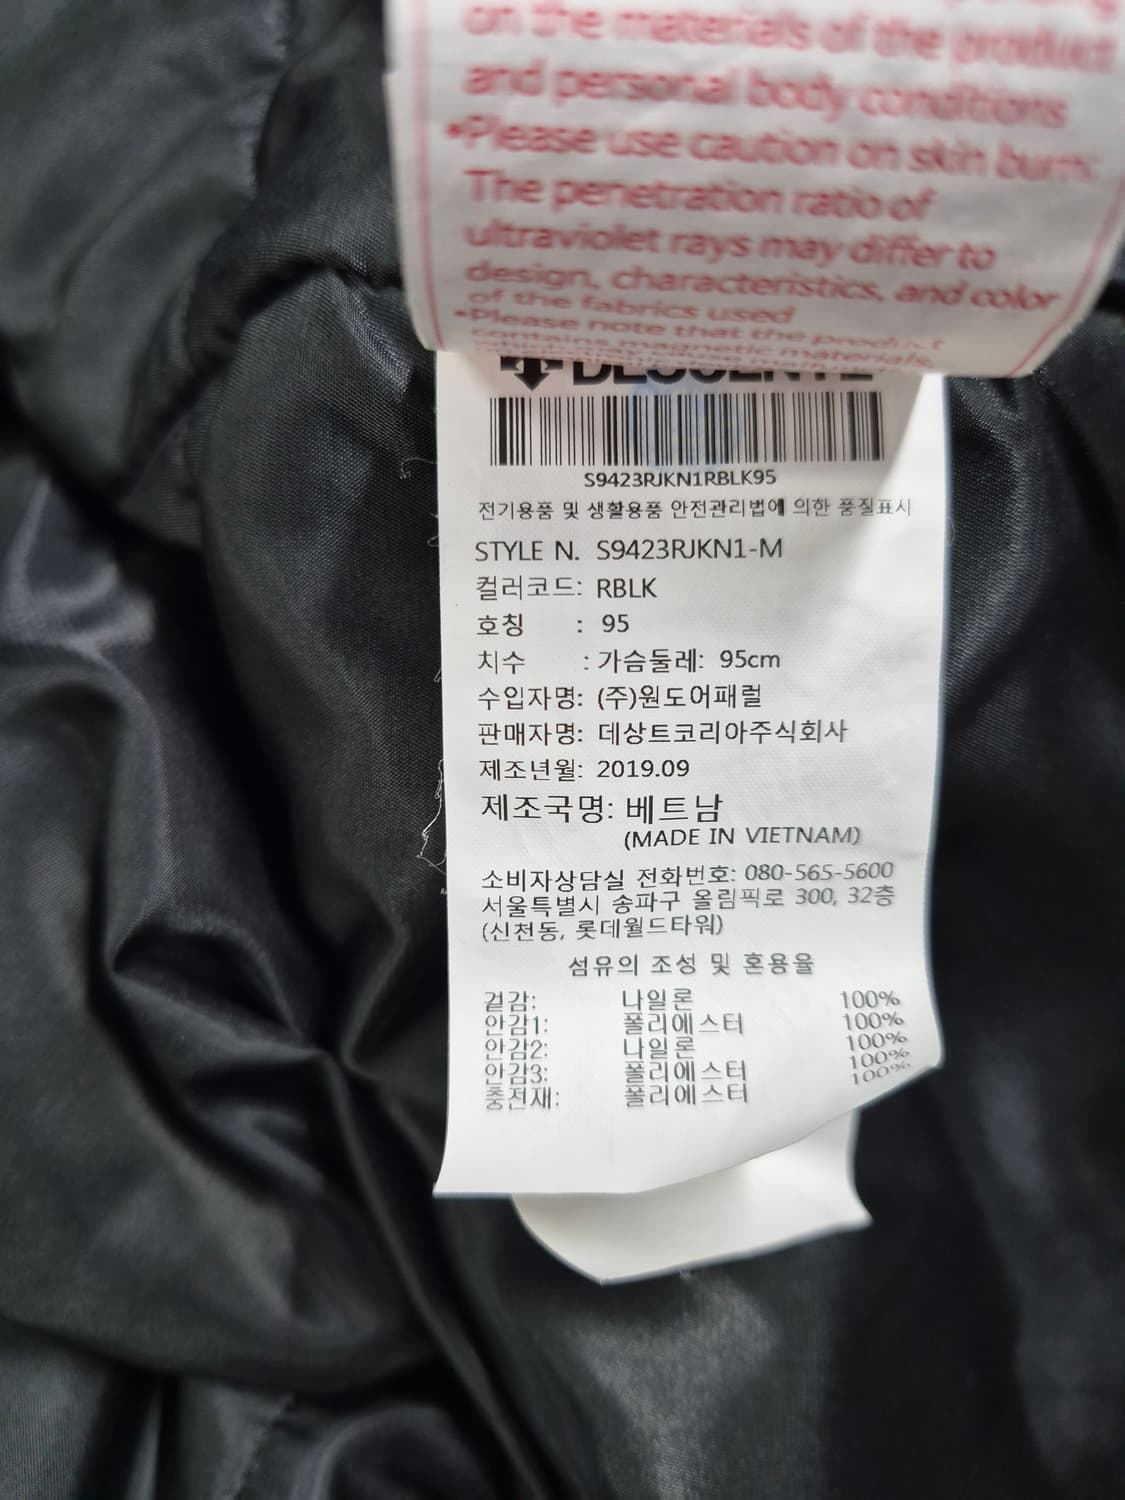 on the materials of the product
and personal body conditions
•Please use caution on skin burns.
The penetration ratio of
ultraviolet rays may differ to
design, characteristics, and color
of the fabrics used
•Please note that the product
contains magnetic materials.
DESCENTE
S9423RJKN1RBLK95
전기용품 및 생활용품 안전관리법에 의한 품질표시
STYLE N. S9423RJKN1-M
컬러코드: RBLK
호칭 : 95
치수 : 가슴둘레: 95cm
수입자명: (주)원도어패럴
판매자명: 데상트코리아주식회사
제조년월: 2019.09
제조국명: 베트남
(MADE IN VIETNAM)
소비자상담실 전화번호: 080-565-5600
서울특별시 송파구 올림픽로 300, 32층
(신천동, 롯데월드타워)
섬유의 조성 및 혼용율
겉감: 나일론 100%
안감1: 폴리에스터 100%
안감2: 나일론 100%
안감3: 폴리에스터 100%
충전재: 폴리에스터 100%